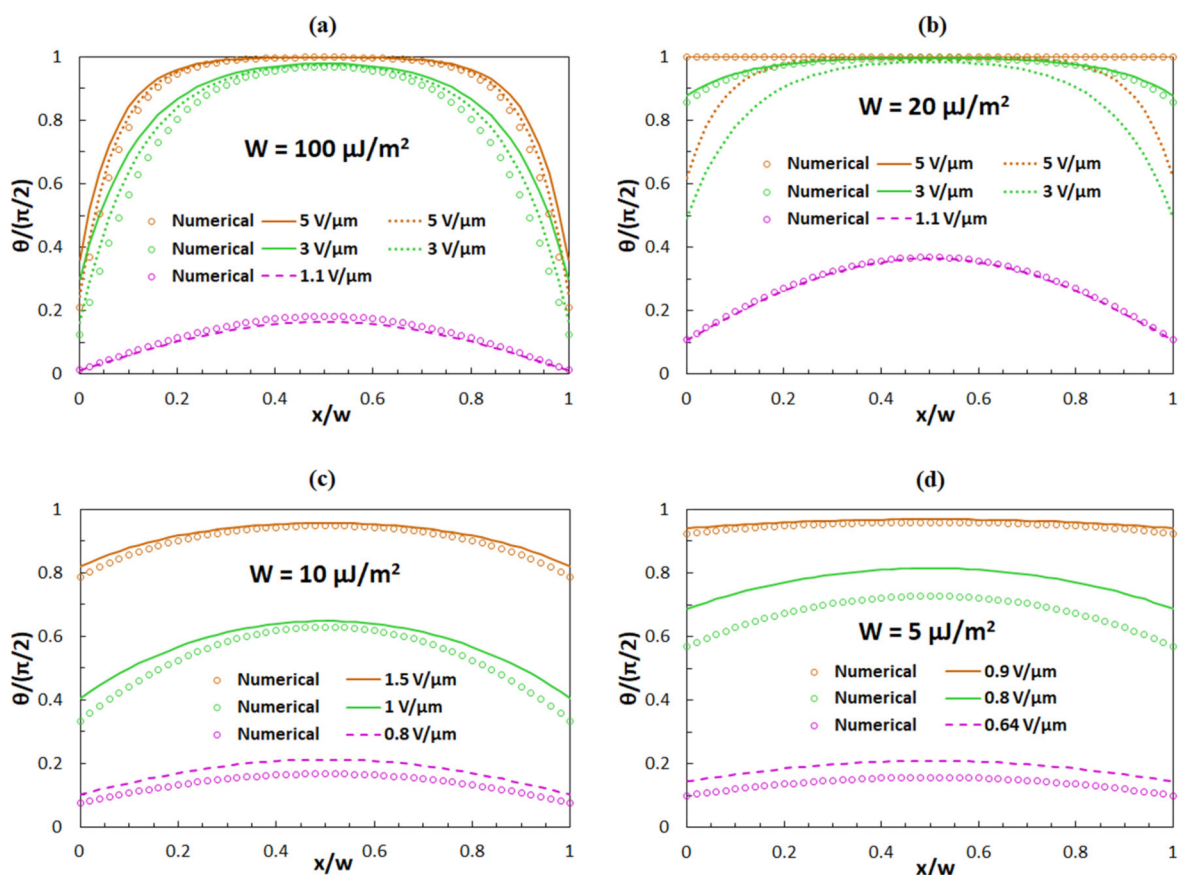 (a)
θ/(π/2)
1
0.8
0.6
0.4
0.2
0
W = 100 μJ/m²
Numerical 5 V/μm 5 V/μm
Numerical 3 V/μm 3 V/μm
Numerical 1.1 V/μm
0 0.2 0.4 0.6 0.8 1
x/w
(b)
θ/(π/2)
1
0.8
0.6
0.4
0.2
0
W = 20 μJ/m²
Numerical 5 V/μm 5 V/μm
Numerical 3 V/μm 3 V/μm
Numerical 1.1 V/μm
0 0.2 0.4 0.6 0.8 1
x/w
(c)
θ/(π/2)
1
0.8
0.6
0.4
0.2
0
W = 10 μJ/m²
Numerical 1.5 V/μm
Numerical 1 V/μm
Numerical 0.8 V/μm
0 0.2 0.4 0.6 0.8 1
x/w
(d)
θ/(π/2)
1
0.8
0.6
0.4
0.2
0
W = 5 μJ/m²
Numerical 0.9 V/μm
Numerical 0.8 V/μm
Numerical 0.64 V/μm
0 0.2 0.4 0.6 0.8 1
x/w